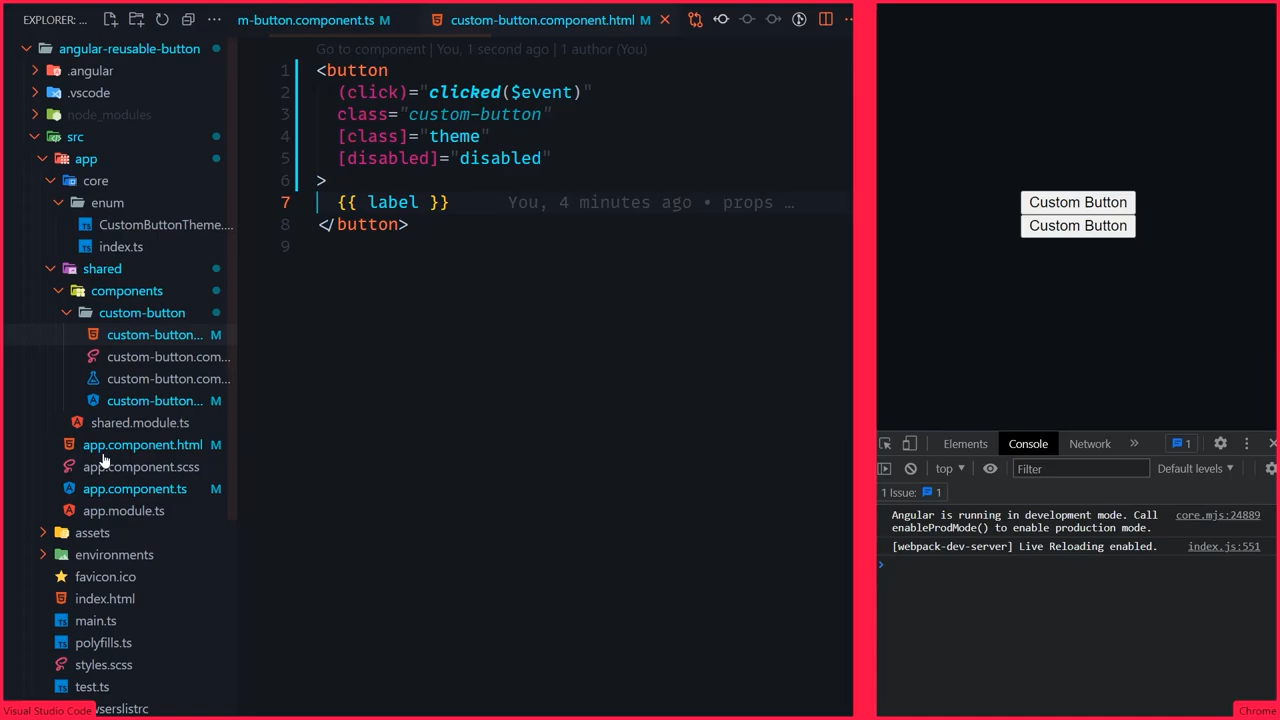 EXPLORER: ...
angular-reusable-button
.angular
.vscode
node_modules
src
app
core
enum
CustomButtonTheme....
index.ts
shared
components
custom-button
custom-button... M
custom-button.com...
custom-button.com...
custom-button... M
shared.module.ts
app.component.html M
app.component.scss
app.component.ts M
app.module.ts
assets
environments
favicon.ico
index.html
main.ts
polyfills.ts
styles.scss
test.ts
wserslistrc
Visual Studio Code
m-button.component.ts M
custom-button.component.html M
Go to component | You, 1 second ago | 1 author (You)
1 <button
2 (click)="clicked($event)"
3 class="custom-button"
4 [class]="theme"
5 [disabled]="disabled"
6 >
7 {{ label }} You, 4 minutes ago • props …
8 </button>
9
Custom Button
Custom Button
Elements Console Network 1
top Filter Default levels
1 Issue: 1
Angular is running in development mode. Call core.mjs:24889
enableProdMode() to enable production mode.
[webpack-dev-server] Live Reloading enabled. index.js:551
Chrome